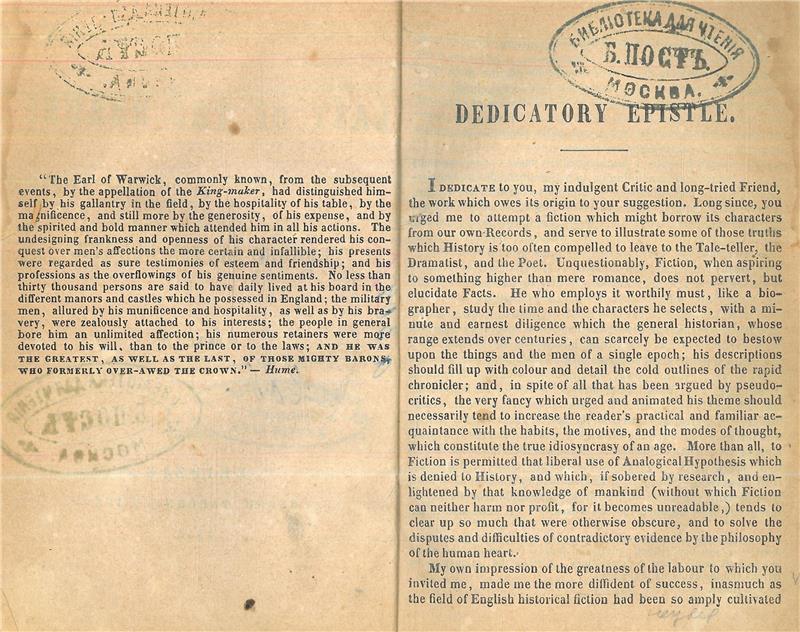 "The Earl of Warwick, commonly known, from the subsequent
events, by the appellation of the King-maker, had distinguished him-
self by his gallantry in the field, by the hospitality of his table, by the
magnificence, and still more by the generosity, of his expense, and by
the spirited and bold manner which attended him in all his actions. The
undesigning frankness and openness of his character rendered his con-
quest over men's affections the more certain and infallible; his presents
were regarded as sure testimonies of esteem and friendship; and his
professions as the overflowings of his genuine sentiments. No less than
thirty thousand persons are said to have daily lived at his board in the
different manors and castles which he possessed in England; the military
men, allured by his munificence and hospitality, as well as by his bra-
very, were zealously attached to his interests; the people in general
bore him an unlimited affection; his numerous retainers were more
devoted to his will, than to the prince or to the laws; AND HE WAS
THE GREATEST, AS WELL AS THE LAST, OF THOSE MIGHTY BARONS,
WHO FORMERLY OVER-AWED THE CROWN." — Hume.
БИБЛIОТЕКА ДЛЯ ЧТЕНIЯ
Б. ПОСТЪ
МОСКВА.
БИБЛIОТЕКА ДЛЯ ЧТЕНIЯ
Б. ПОСТЪ.
МОСКВА.
DEDICATORY EPISTLE.
I DEDICATE to you, my indulgent Critic and long-tried Friend,
the work which owes its origin to your suggestion. Long since, you
urged me to attempt a fiction which might borrow its characters
from our own Records, and serve to illustrate some of those truths
which History is too often compelled to leave to the Tale-teller, the
Dramatist, and the Poet. Unquestionably, Fiction, when aspiring
to something higher than mere romance, does not pervert, but
elucidate Facts. He who employs it worthily must, like a bio-
grapher, study the time and the characters he selects, with a mi-
nute and earnest diligence which the general historian, whose
range extends over centuries, can scarcely be expected to bestow
upon the things and the men of a single epoch; his descriptions
should fill up with colour and detail the cold outlines of the rapid
chronicler; and, in spite of all that has been argued by pseudo-
critics, the very fancy which urged and animated his theme should
necessarily tend to increase the reader's practical and familiar ac-
quaintance with the habits, the motives, and the modes of thought,
which constitute the true idiosyncrasy of an age. More than all, to
Fiction is permitted that liberal use of Analogical Hypothesis which
is denied to History, and which, if sobered by research, and en-
lightened by that knowledge of mankind (without which Fiction
can neither harm nor profit, for it becomes unreadable,) tends to
clear up so much that were otherwise obscure, and to solve the
disputes and difficulties of contradictory evidence by the philosophy
of the human heart.
My own impression of the greatness of the labour to which you
invited me, made me the more diffident of success, inasmuch as
the field of English historical fiction had been so amply cultivated